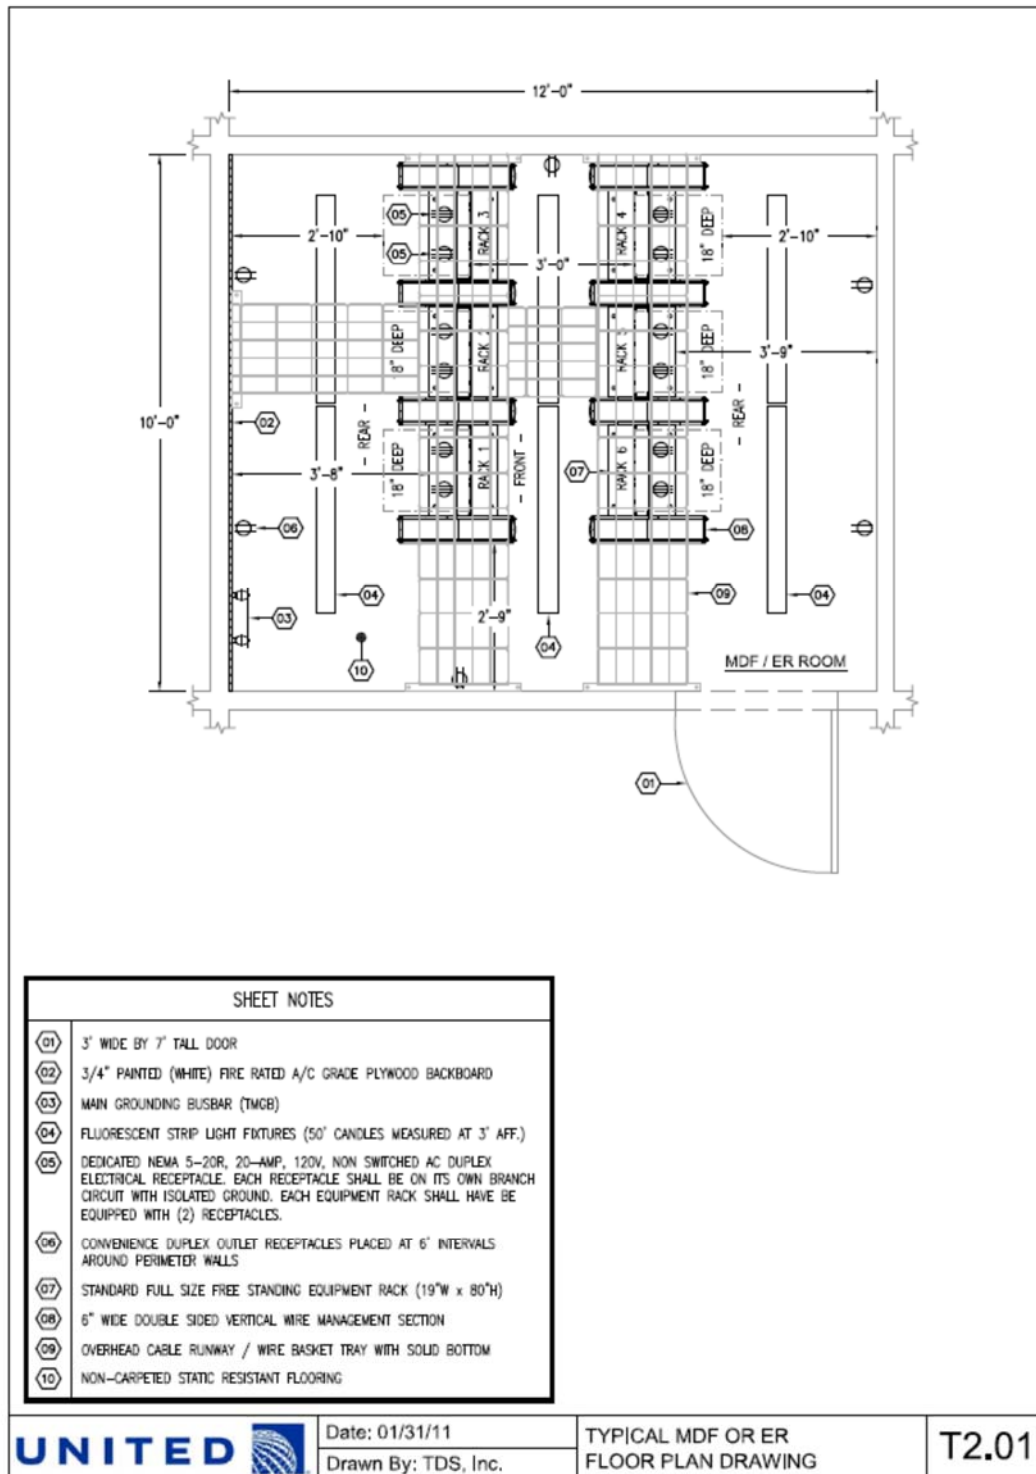 12'-0"
05
RACK 3
RACK 4
18" DEEP
2'-10"
2'-10"
05
3'-0"
18" DEEP
RACK 2
RACK 5
18" DEEP
3'-9"
10'-0"
02
- REAR -
- REAR -
3'-8"
18" DEEP
RACK 1
- FRONT -
07
RACK 6
18" DEEP
06
08
04
03
2'-9"
09
04
04
10
MDF / ER ROOM
01
SHEET NOTES
01 3' WIDE BY 7' TALL DOOR
02 3/4" PAINTED (WHITE) FIRE RATED A/C GRADE PLYWOOD BACKBOARD
03 MAIN GROUNDING BUSBAR (TMGB)
04 FLUORESCENT STRIP LIGHT FIXTURES (50' CANDLES MEASURED AT 3' AFF.)
05 DEDICATED NEMA 5-20R, 20-AMP, 120V, NON SWITCHED AC DUPLEX
ELECTRICAL RECEPTACLE. EACH RECEPTACLE SHALL BE ON ITS OWN BRANCH
CIRCUIT WITH ISOLATED GROUND. EACH EQUIPMENT RACK SHALL HAVE BE
EQUIPPED WITH (2) RECEPTACLES.
06 CONVENIENCE DUPLEX OUTLET RECEPTACLES PLACED AT 6' INTERVALS
AROUND PERIMETER WALLS
07 STANDARD FULL SIZE FREE STANDING EQUIPMENT RACK (19"W x 80"H)
08 6" WIDE DOUBLE SIDED VERTICAL WIRE MANAGEMENT SECTION
09 OVERHEAD CABLE RUNWAY / WIRE BASKET TRAY WITH SOLID BOTTOM
10 NON-CARPETED STATIC RESISTANT FLOORING
UNITED
Date: 01/31/11
Drawn By: TDS, Inc.
TYPICAL MDF OR ER
FLOOR PLAN DRAWING
T2.01